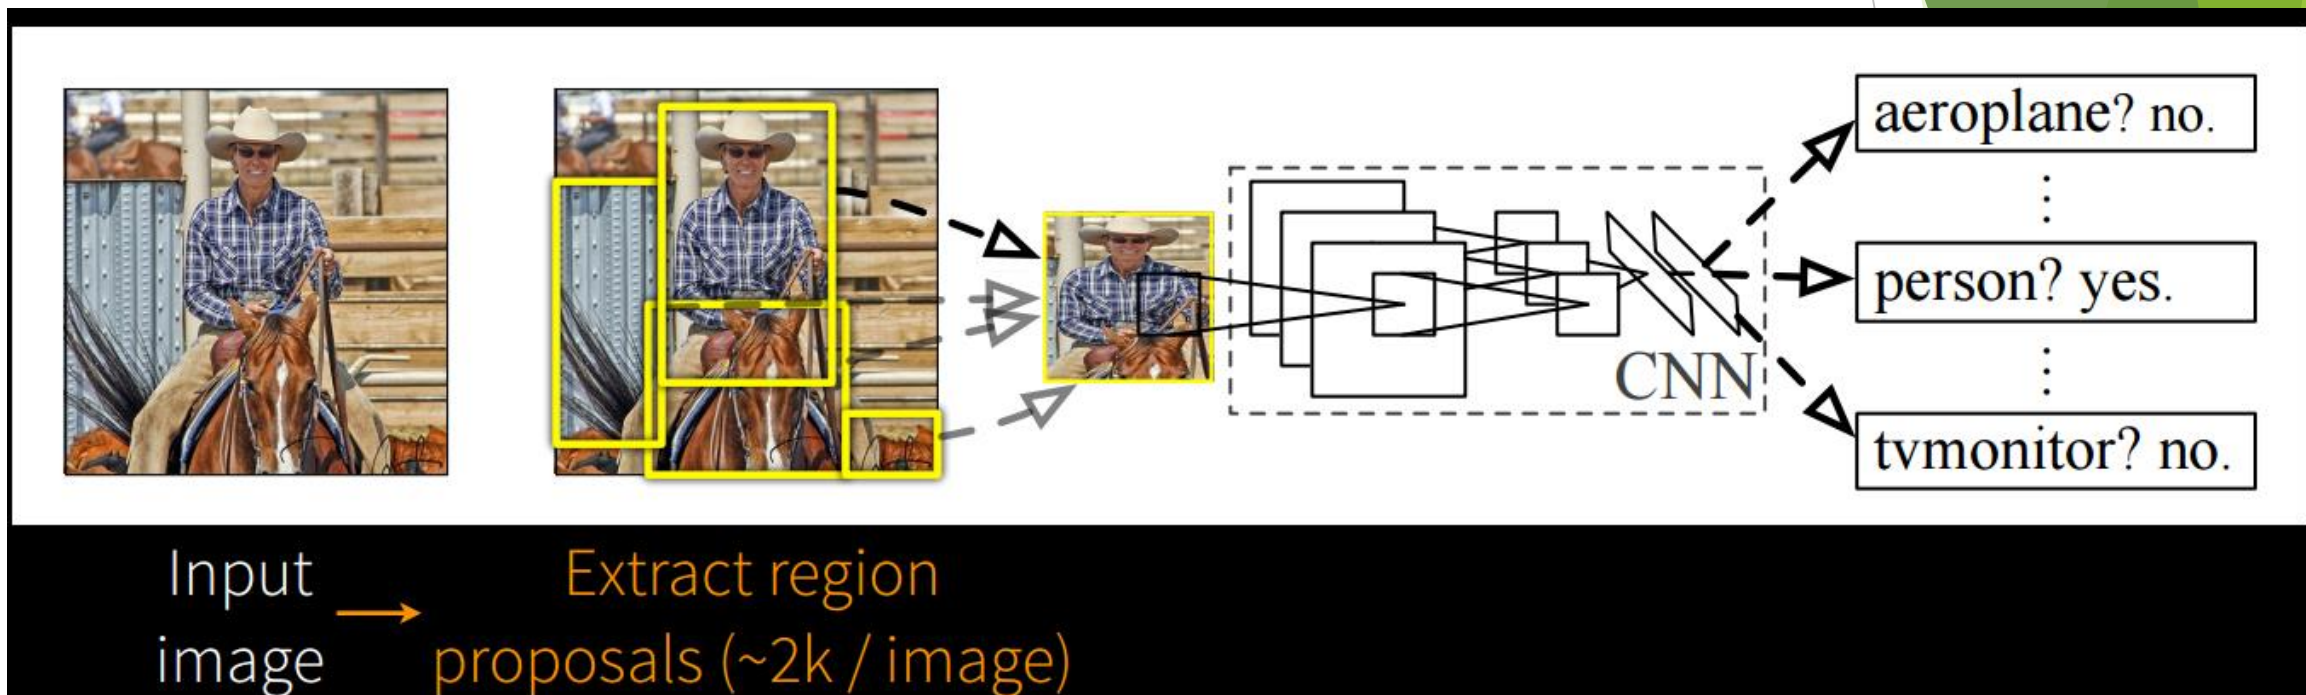 aeroplane? no.
person? yes.
CNN
tvmonitor? no.
Input
image
Extract region
proposals (~2k / image)